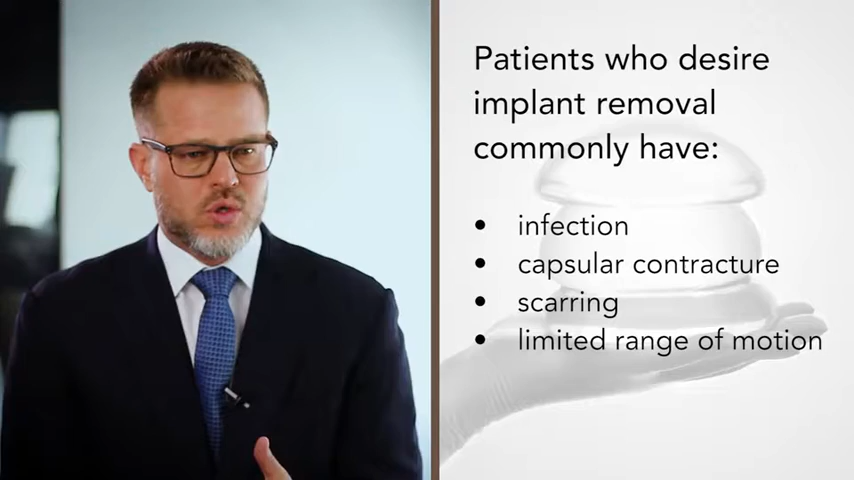 Patients who desire
implant removal
commonly have:
• infection
• capsular contracture
• scarring
• limited range of motion